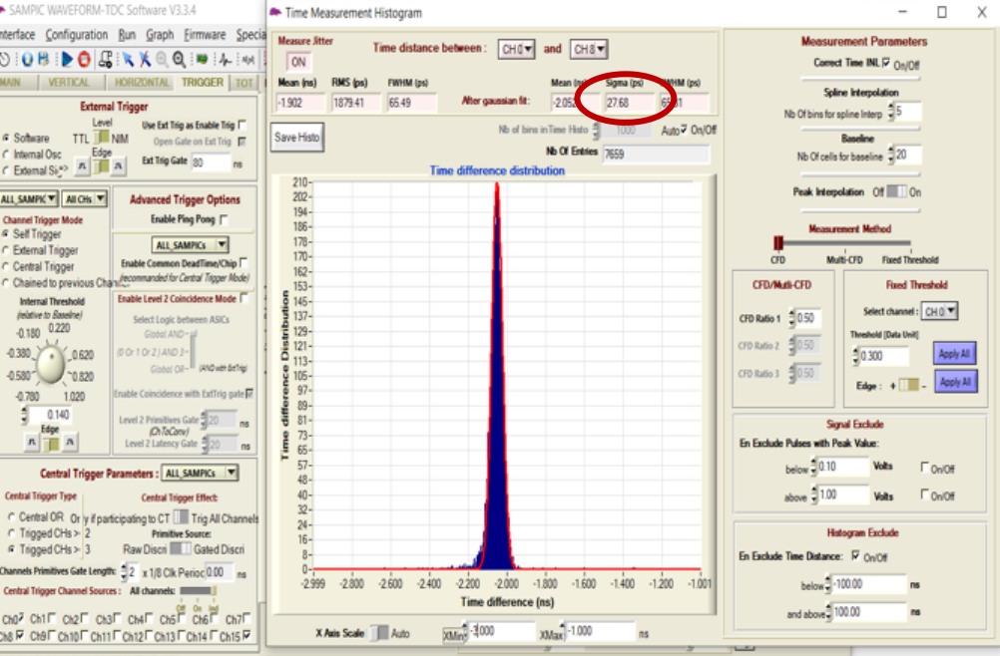 SAMPIC WAVEFORM-TDC Software V3.3.4
Time Measurement Histogram
nterface Configuration Run Graph Firmware Specia
MAIN VERTICAL HORIZONTAL TRIGGER TOT
External Trigger
Level
Software TTL NIM
Use Ext Trig as Enable Trig
Internal Osc
Open Gate on Ext Trig
Edge
Ext Trig Gate 80 ns
ALL_SAMPIC All CHs
Channel Trigger Mode
Self Trigger
External Trigger
Central Trigger
Chained to previous Chan
Internal Threshold
(relative to Baseline)
-0.180 0.220
-0.380 0.620
-0.580 0.820
-0.780 1.020
0.140
Edge
Advanced Trigger Options
Enable Ping Pong
ALL_SAMPICs
Enable Common DeadTime/Chip
(recommanded for Central Trigger Mode)
Enable Level 2 Coincidence Mode
Select Logic between ASICs
Global AND
(0 Or 1 Or 2) AND 3
Global OR
(AND with ExtTrig)
Enable Coincidence with ExtTrig gate
Level 2 Primitives Gate 20 ns
(ChToConv)
Level 2 Latency Gate 20 ns
Central Trigger Parameters : ALL_SAMPICs
Central Trigger Type
Central Trigger Effect:
Central OR
Or y if participating to CT Trig All Channels
Trigged CHs > 2
Primitive Source:
Trigged CHs > 3
Raw Discri Gated Discri
Channels Primitives Gate Length: 2 x 1/8 Clk Perioc 0.00 ns
Central Trigger Channel Sources : All channels:
Off On Ind
Ch0 Ch1 Ch2 Ch3 Ch4 Ch5 Ch6 Ch7
Ch8 Ch9 Ch10 Ch11 Ch12 Ch13 Ch14 Ch15
Measure Jitter
ON
Time distance between : CH 0 and CH 8
Mean (ns) RMS (ps) FWHM (ps)
-1.902 1879.41 65.49
After gaussian fit:
Mean (ns) Sigma (ps) FWHM (ps)
27.68
Save Histo
Nb of bins in Time Histo 1000 Auto On/Off
Nb Of Entries 7659
Time difference distribution
Time difference Distribution
210
202
194
186
178
170
162
153
145
137
129
121
113
105
97
89
81
73
65
57
48
40
32
24
16
8
0
-2.999 -2.800 -2.600 -2.400 -2.200 -2.000 -1.800 -1.600 -1.400 -1.200 -1.001
Time difference (ns)
X Axis Scale Auto XMin -3.000 XMax -1.000 ns
Measurement Parameters
Correct Time INL On/Off
Spline Interpolation
Nb Of bins for spline Interp 5
Baseline
Nb Of cells for baseline 20
Peak Interpolation Off On
Measurement Method
CFD Multi-CFD Fixed Threshold
CFD/Mutli-CFD
CFD Ratio 1 0.50
CFD Ratio 2 0.50
CFD Ratio 3 0.50
Fixed Threshold
Select channel : CH 0
Threshold [Data Unit]
0.300 Apply All
Edge : + - Apply All
Signal Exclude
En Exclude Pulses with Peak Value:
below 0.10 Volts On/Off
above 1.00 Volts On/Off
Histogram Exclude
En Exclude Time Distance: On/Off
below -100.00 ns
and above 100.00 ns